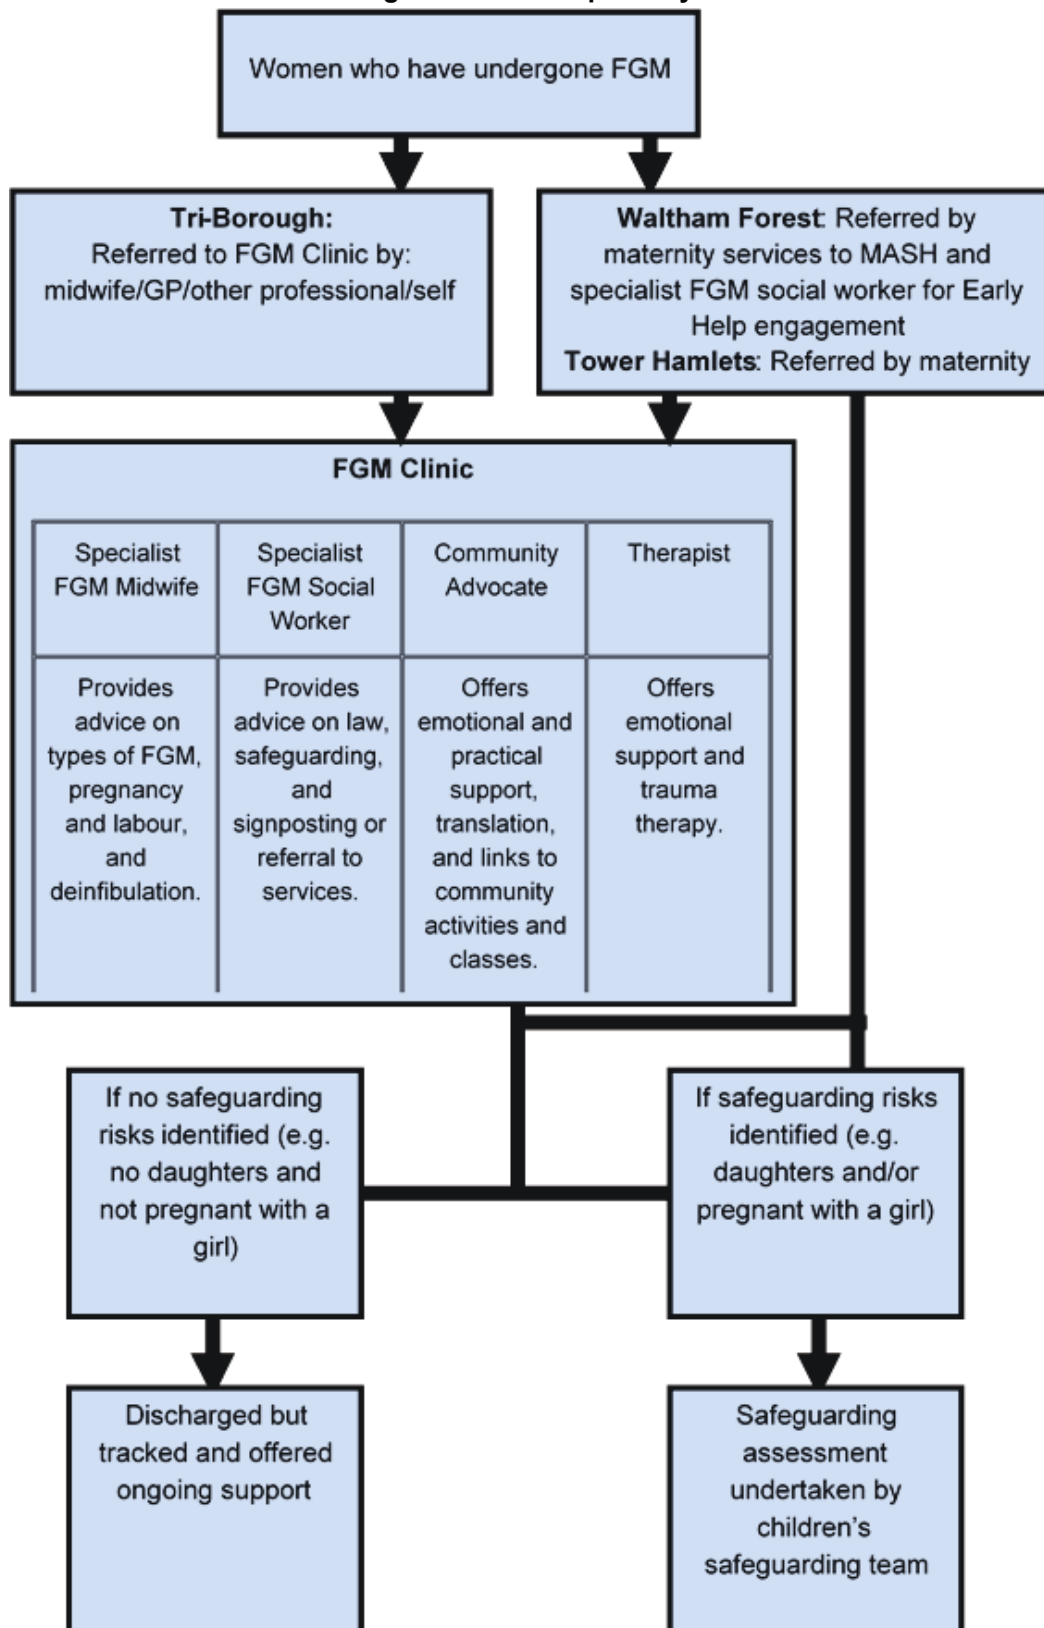 Women who have undergone FGM
Tri-Borough:
Referred to FGM Clinic by:
midwife/GP/other professional/self
Waltham Forest: Referred by
maternity services to MASH and
specialist FGM social worker for Early
Help engagement
Tower Hamlets: Referred by maternity
FGM Clinic
Specialist
FGM Midwife
Specialist
FGM Social
Worker
Community
Advocate
Therapist
Provides
advice on
types of FGM,
pregnancy
and labour,
and
deinfibulation.
Provides
advice on law,
safeguarding,
and
signposting or
referral to
services.
Offers
emotional and
practical
support,
translation,
and links to
community
activities and
classes.
Offers
emotional
support and
trauma
therapy.
If no safeguarding
risks identified (e.g.
no daughters and
not pregnant with a
girl)
If safeguarding risks
identified (e.g.
daughters and/or
pregnant with a girl)
Discharged but
tracked and offered
ongoing support
Safeguarding
assessment
undertaken by
children's
safeguarding team